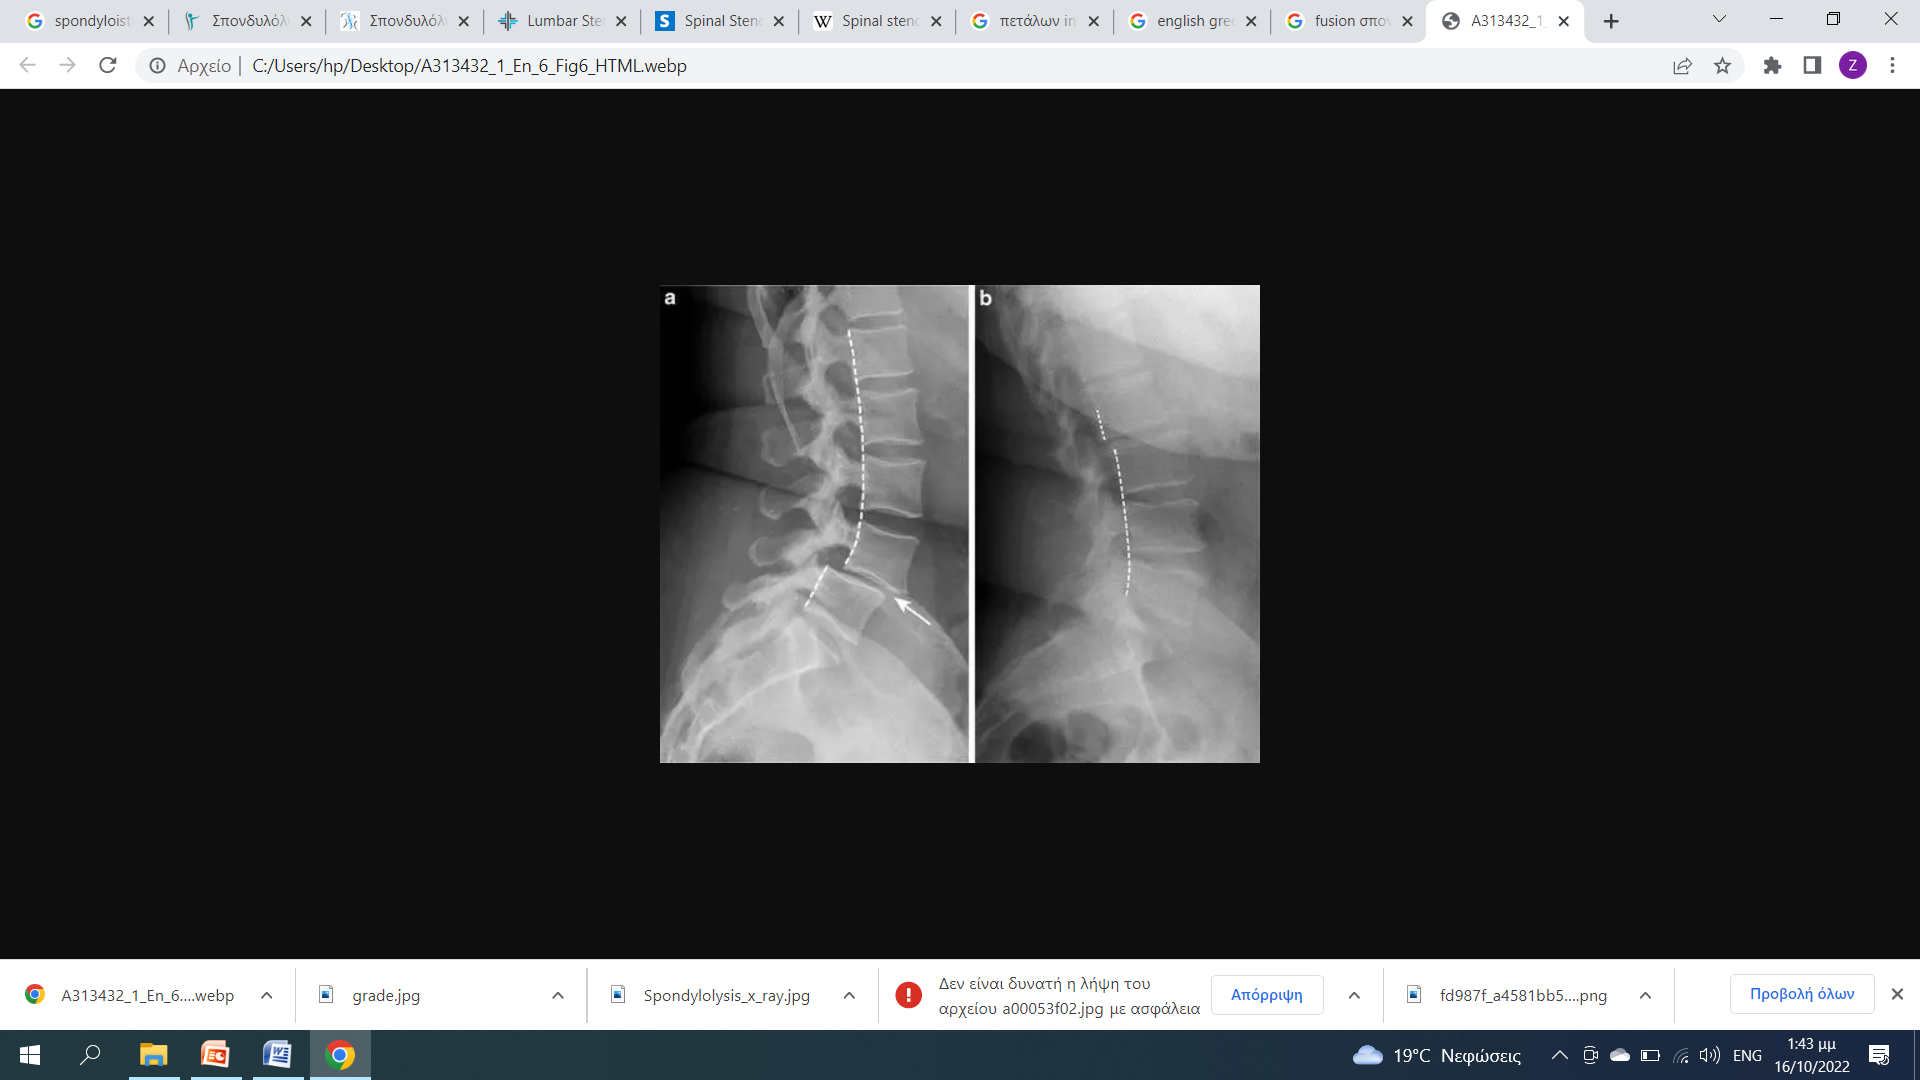 spondyloist
Σπονδυλόλ
Σπονδυλόλ
Lumbar Ste
Spinal Stenc
Spinal stenc
πετάλων in
english gre
fusion σπο
A313432_1_
Αρχείο | C:/Users/hp/Desktop/A313432_1_En_6_Fig6_HTML.webp
Z
a
b
A313432_1_En_6....webp
grade.jpg
Spondylolysis_x_ray.jpg
Δεν είναι δυνατή η λήψη του
αρχείου a00053f02.jpg με ασφάλεια
Απόρριψη
fd987f_a4581bb5....png
Προβολή όλων
19°C Νεφώσεις
ENG
1:43 μμ
16/10/2022